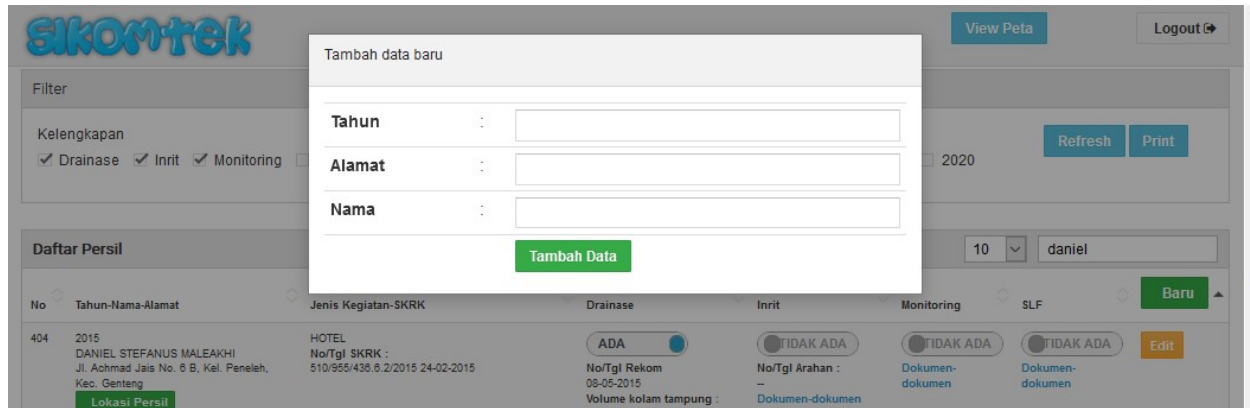 SIKOMTEK
View Peta
Logout
Tambah data baru
Filter
Tahun :
Kelengkapan
Refresh Print
Drainase Inrit Monitoring
2020
Alamat :
Nama :
Daftar Persil
Tambah Data
10 daniel
Baru
No Tahun-Nama-Alamat Jenis Kegiatan-SKRK Drainase Inrit Monitoring SLF
404
2015
DANIEL STEFANUS MALEAKHI
Jl. Achmad Jais No. 6 B, Kel. Peneleh,
Kec. Genteng
Lokasi Persil
HOTEL
No/Tgl SKRK :
510/955/436.6.2/2015 24-02-2015
ADA
No/Tgl Rekom
08-05-2015
Volume kolam tampung :
TIDAK ADA
No/Tgl Arahan :
--
Dokumen-dokumen
TIDAK ADA
Dokumen-
dokumen
TIDAK ADA
Dokumen-
dokumen
Edit